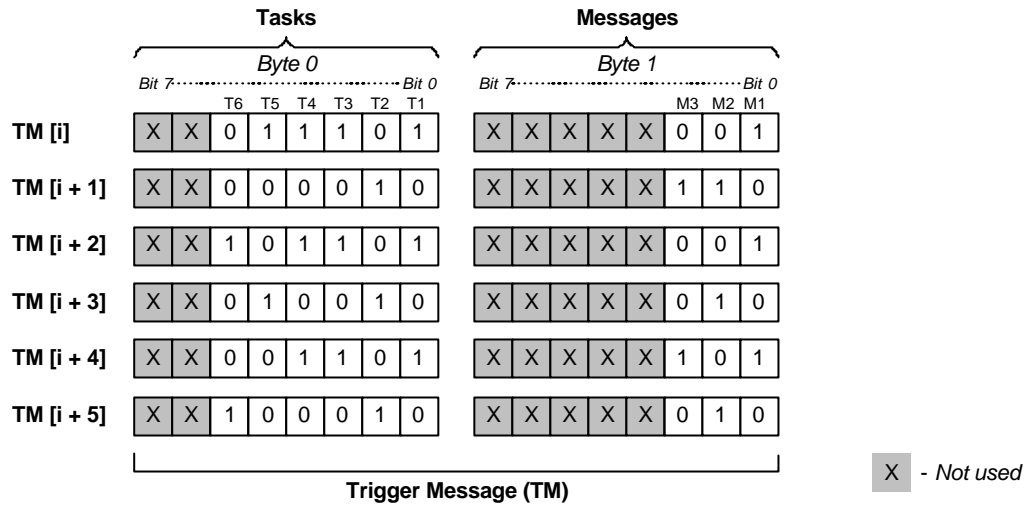 Tasks Messages
Byte 0 Byte 1
Bit 7 Bit 0 Bit 7 Bit 0
T6 T5 T4 T3 T2 T1 M3 M2 M1
TM [i] X X 0 1 1 1 0 1 X X X X X 0 0 1
TM [i + 1] X X 0 0 0 0 1 0 X X X X X 1 1 0
TM [i + 2] X X 1 0 1 1 0 1 X X X X X 0 0 1
TM [i + 3] X X 0 1 0 0 1 0 X X X X X 0 1 0
TM [i + 4] X X 0 0 1 1 0 1 X X X X X 1 0 1
TM [i + 5] X X 1 0 0 0 1 0 X X X X X 0 1 0
X - Not used
Trigger Message (TM)